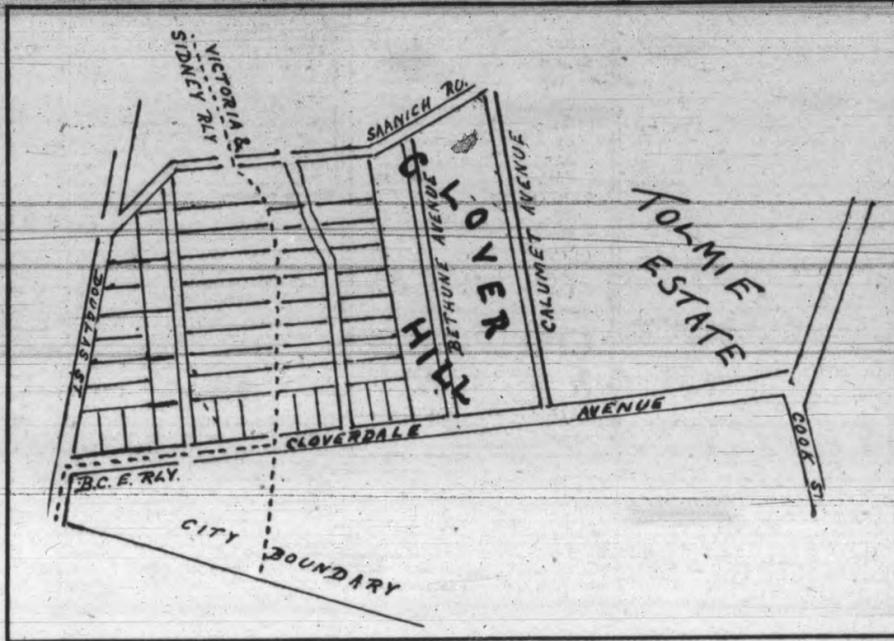 VICTORIA &
SIDNEY RLY
SAANICH RD.
CLOVER
HILL
BETHUNE AVENUE
CALUMET AVENUE
TOLMIE
ESTATE
DOUGLAS ST.
CLOVERDALE AVENUE
COOK ST
B.C.E. RLY.
CITY BOUNDARY